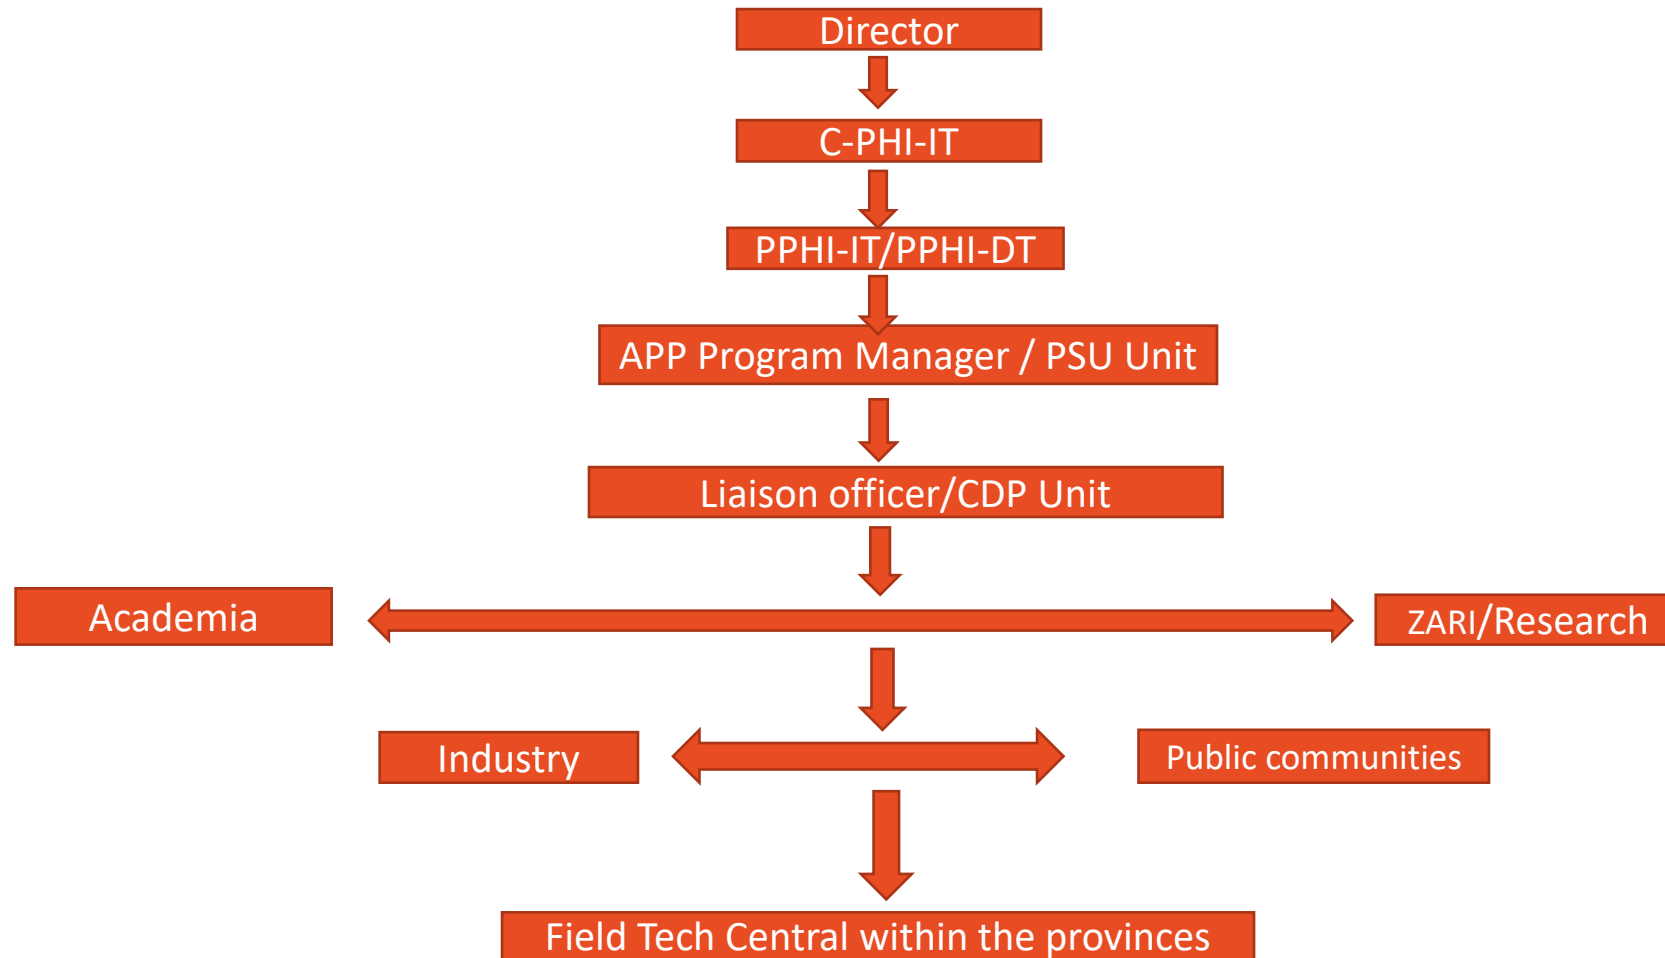 Director
C-PHI-IT
PPHI-IT/PPHI-DT
APP Program Manager / PSU Unit
Liaison officer/CDP Unit
Academia
ZARI/Research
Industry
Public communities
Field Tech Central within the provinces